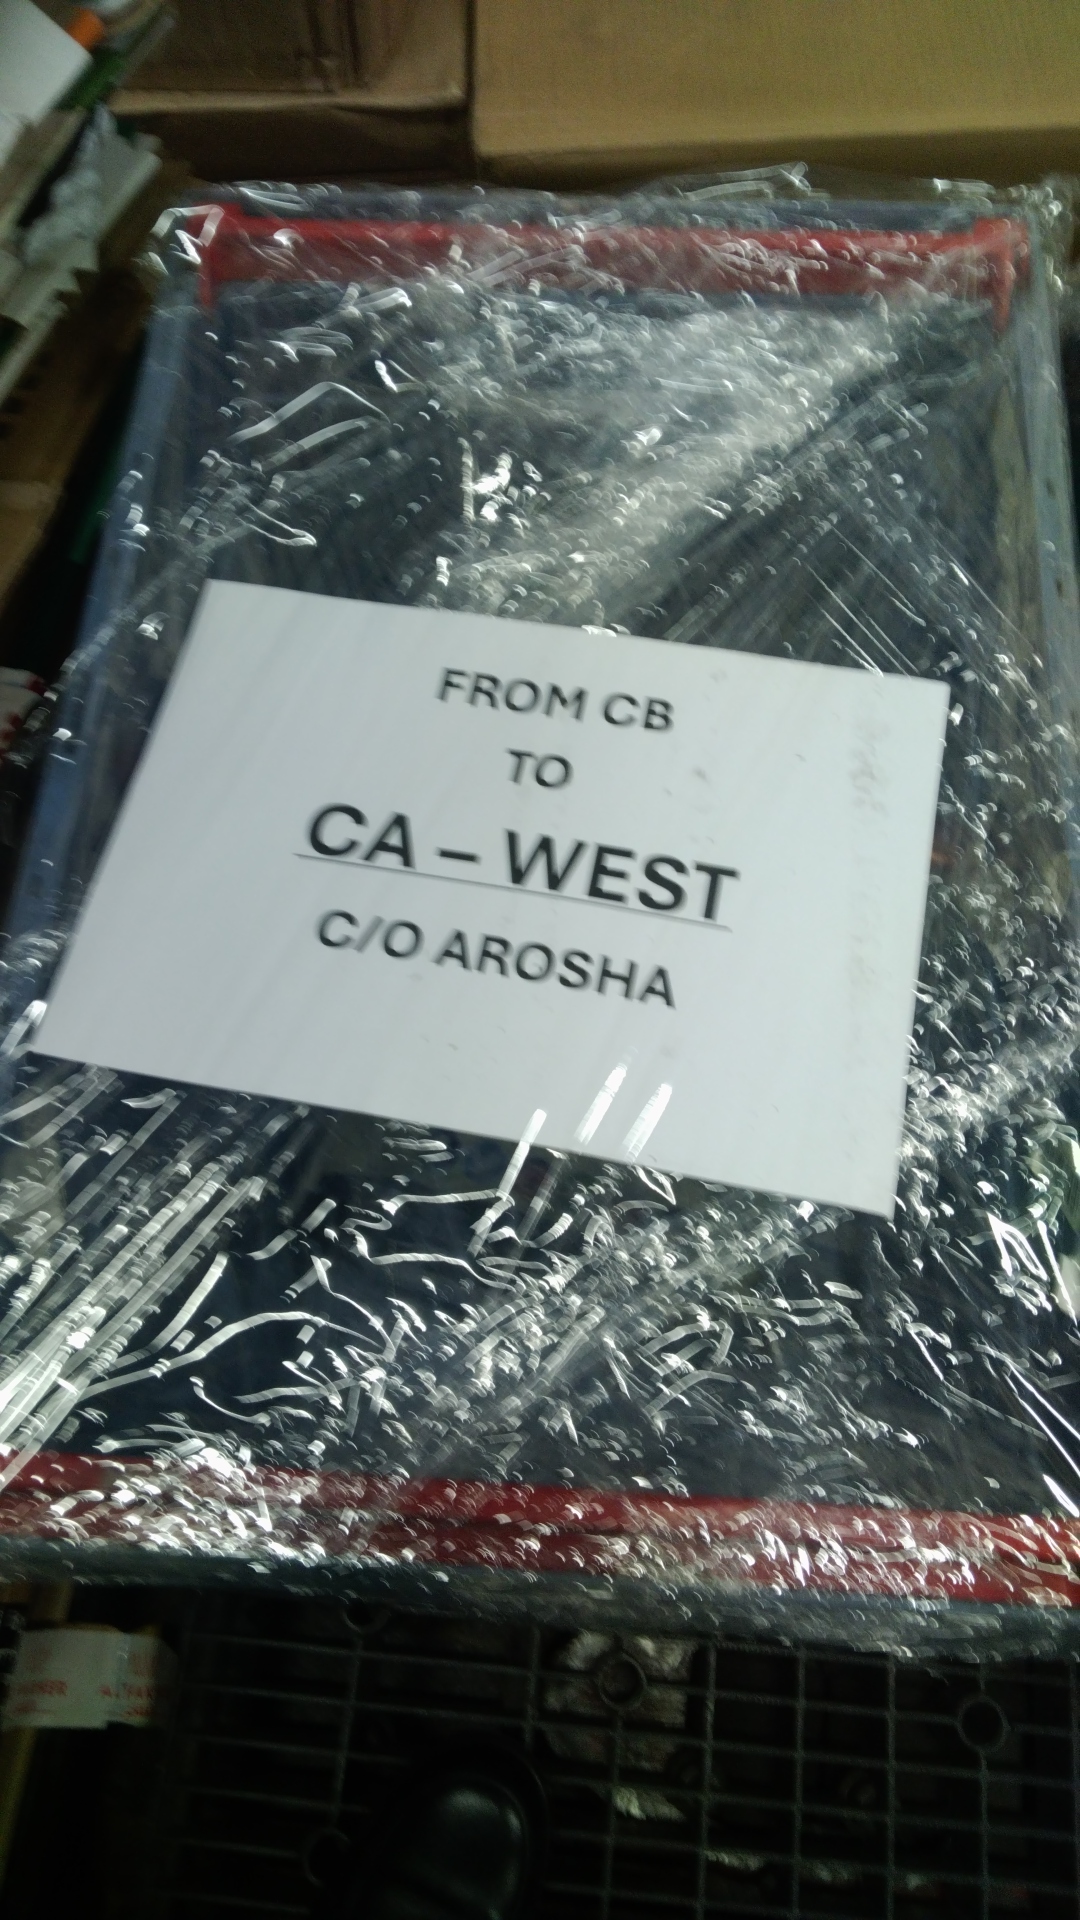 FROM CB
TO
CA – WEST
C/O AROSHA